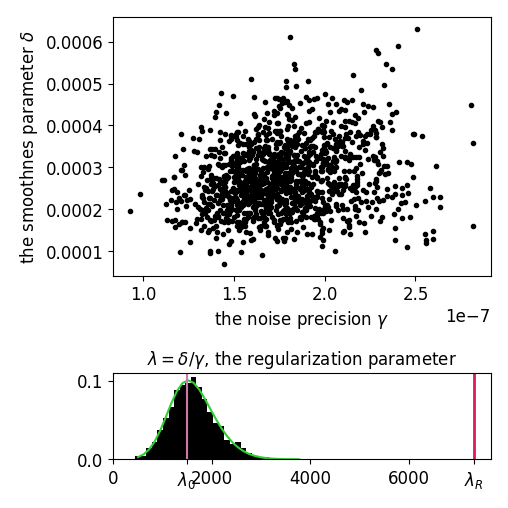 0.0006
0.0005
0.0004
0.0003
0.0002
0.0001
the smoothnes parameter δ
1.0 1.5 2.0 2.5
1e−7
the noise precision γ
λ = δ/γ, the regularization parameter
0.1
0.0
0 λ₀ 2000 4000 6000 λ_R